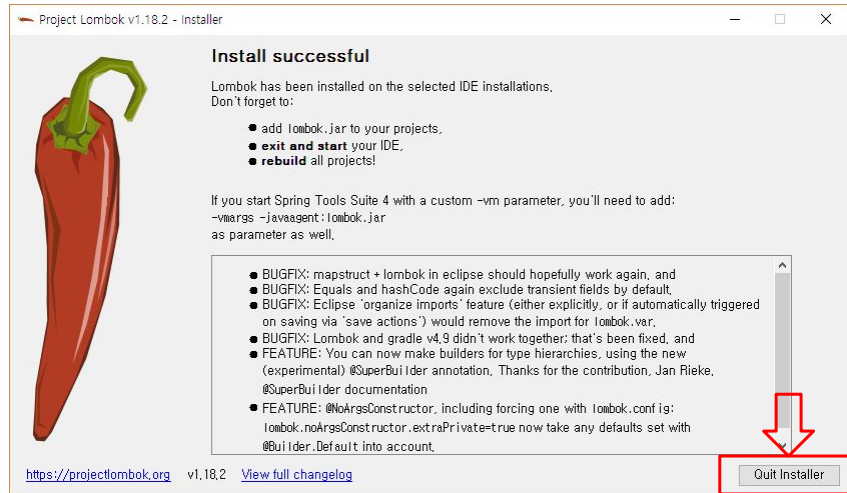 Project Lombok v1.18.2 - Installer
Install successful
Lombok has been installed on the selected IDE installations.
Don't forget to:
● add lombok.jar to your projects,
● exit and start your IDE,
● rebuild all projects!
If you start Spring Tools Suite 4 with a custom -vm parameter, you'll need to add:
-vmargs -javaagent:lombok.jar
as parameter as well.
● BUGFIX: mapstruct + lombok in eclipse should hopefully work again. and
● BUGFIX: Equals and hashCode again exclude transient fields by default.
● BUGFIX: Eclipse 'organize imports' feature (either explicitly, or if automatically triggered
on saving via 'save actions') would remove the import for lombok.var.
● BUGFIX: Lombok and gradle v4.9 didn't work together; that's been fixed. and
● FEATURE: You can now make builders for type hierarchies, using the new
(experimental) @SuperBuilder annotation. Thanks for the contribution, Jan Rieke.
@SuperBuilder documentation
● FEATURE: @NoArgsConstructor, including forcing one with lombok.config:
lombok.noArgsConstructor.extraPrivate=true now take any defaults set with
@Builder.Default into account.
https://projectlombok.org v1.18.2 View full changelog
Quit Installer